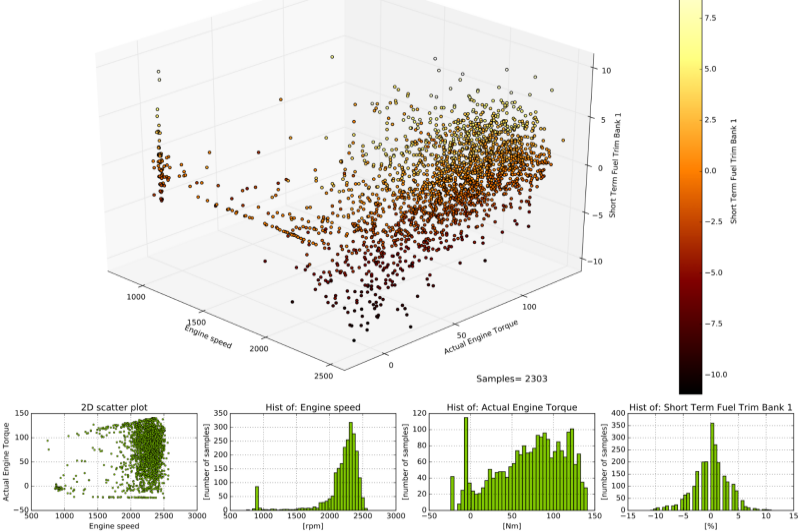 7.5
10
5.0
5
2.5
0
0.0
Short Term Fuel Trim Bank 1
Short Term Fuel Trim Bank 1
−5
−2.5
−10
−5.0
1000
100
1500
Engine speed
50
Actual Engine Torque
−7.5
2000
0
2500
Samples= 2303
−10.0
2D scatter plot
150
100
50
0
−50
500 1000 1500 2000 2500 3000
Engine speed
Actual Engine Torque
Hist of: Engine speed
350
300
250
200
150
100
50
0
500 1000 1500 2000 2500 3000
[rpm]
[number of samples]
Hist of: Actual Engine Torque
120
100
80
60
40
20
0
−50 0 50 100 150
[Nm]
[number of samples]
Hist of: Short Term Fuel Trim Bank 1
400
350
300
250
200
150
100
50
0
−15 −10 −5 0 5 10 15
[%]
[number of samples]